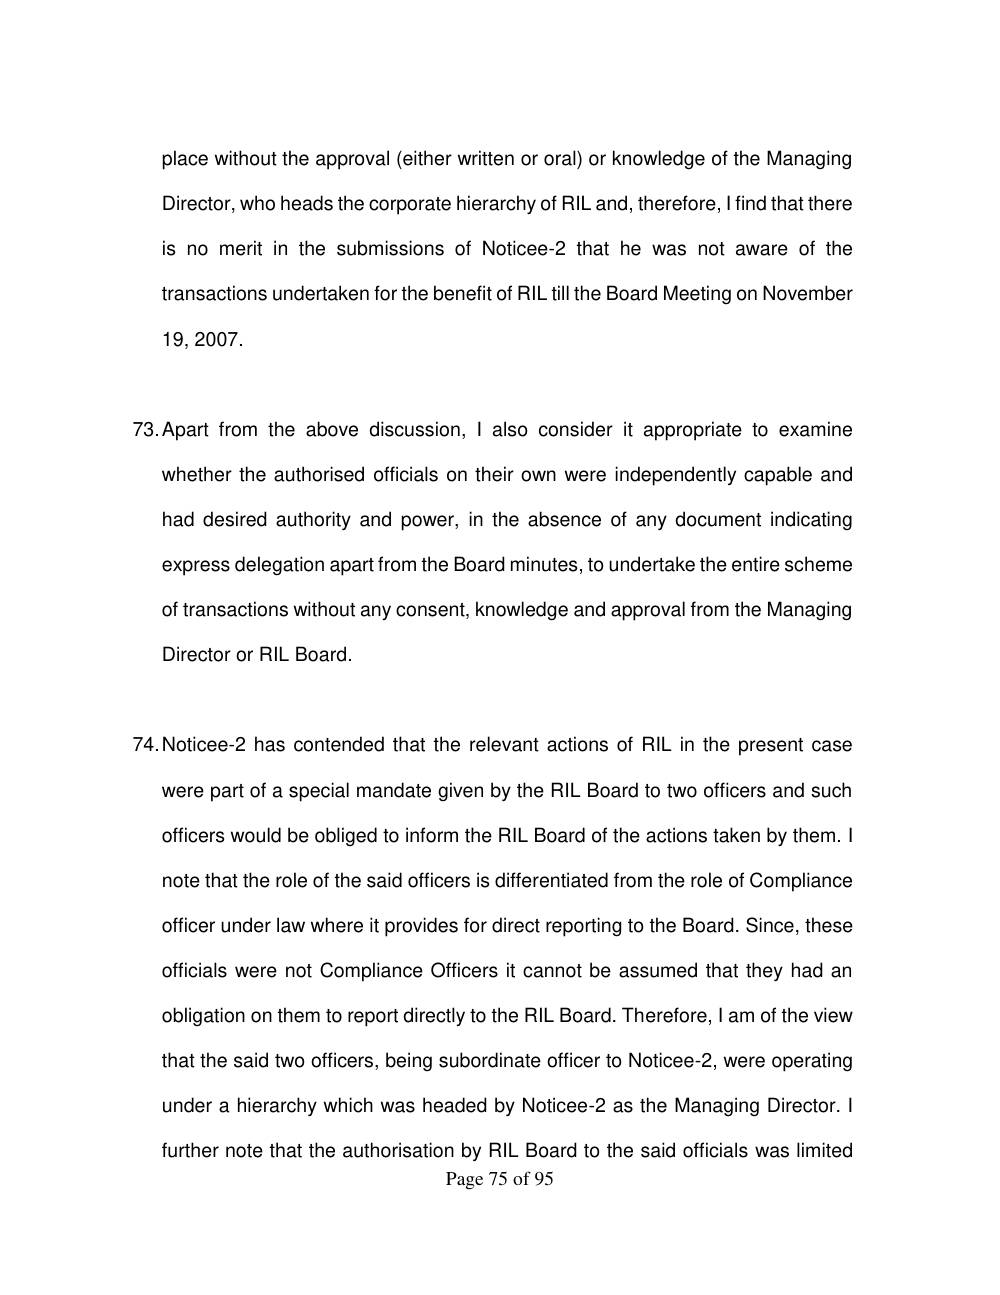 place without the approval (either written or oral) or knowledge of the Managing
Director, who heads the corporate hierarchy of RIL and, therefore, I find that there
is no merit in the submissions of Noticee-2 that he was not aware of the
transactions undertaken for the benefit of RIL till the Board Meeting on November
19, 2007.
73. Apart from the above discussion, I also consider it appropriate to examine
whether the authorised officials on their own were independently capable and
had desired authority and power, in the absence of any document indicating
express delegation apart from the Board minutes, to undertake the entire scheme
of transactions without any consent, knowledge and approval from the Managing
Director or RIL Board.
74. Noticee-2 has contended that the relevant actions of RIL in the present case
were part of a special mandate given by the RIL Board to two officers and such
officers would be obliged to inform the RIL Board of the actions taken by them. I
note that the role of the said officers is differentiated from the role of Compliance
officer under law where it provides for direct reporting to the Board. Since, these
officials were not Compliance Officers it cannot be assumed that they had an
obligation on them to report directly to the RIL Board. Therefore, I am of the view
that the said two officers, being subordinate officer to Noticee-2, were operating
under a hierarchy which was headed by Noticee-2 as the Managing Director. I
further note that the authorisation by RIL Board to the said officials was limited
Page 75 of 95